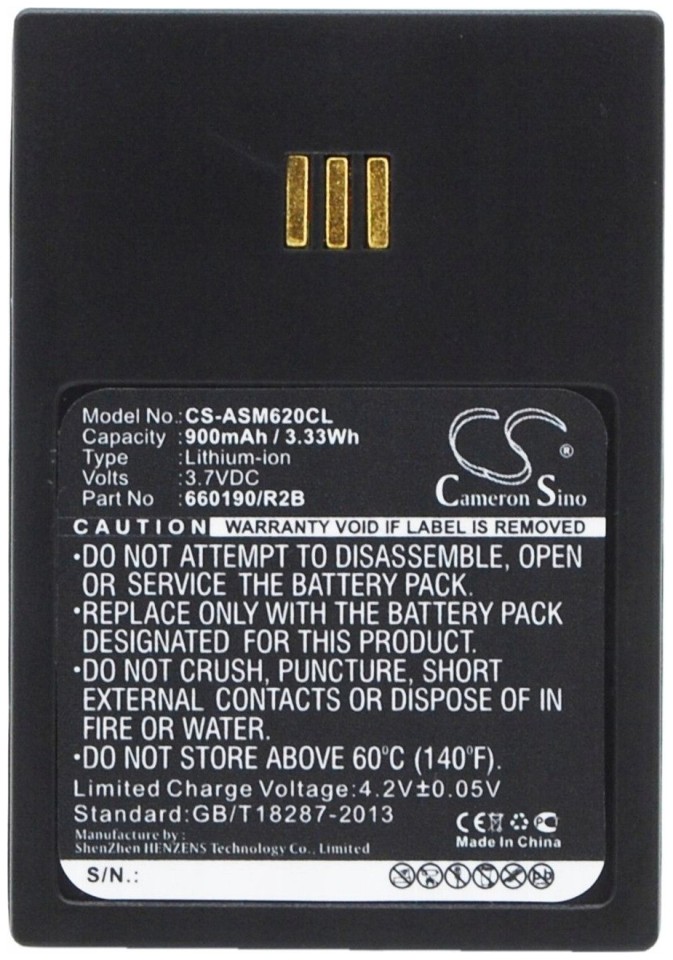 Model No.:CS-ASM620CL
Capacity :900mAh / 3.33Wh
Type :Lithium-ion
Volts :3.7VDC
Part No :660190/R2B
CS®
Cameron Sino
CAUTION WARRANTY VOID IF LABEL IS REMOVED
·DO NOT ATTEMPT TO DISASSEMBLE, OPEN
OR SERVICE THE BATTERY PACK.
·REPLACE ONLY WITH THE BATTERY PACK
DESIGNATED FOR THIS PRODUCT.
·DO NOT CRUSH, PUNCTURE, SHORT
EXTERNAL CONTACTS OR DISPOSE OF IN
FIRE OR WATER.
·DO NOT STORE ABOVE 60°C (140°F).
Limited Charge Voltage:4.2V±0.05V
Standard:GB/T18287-2013
Manufacture by :
ShenZhen HENZENS Technology Co., Limited
CE
Made In China
S/N.: